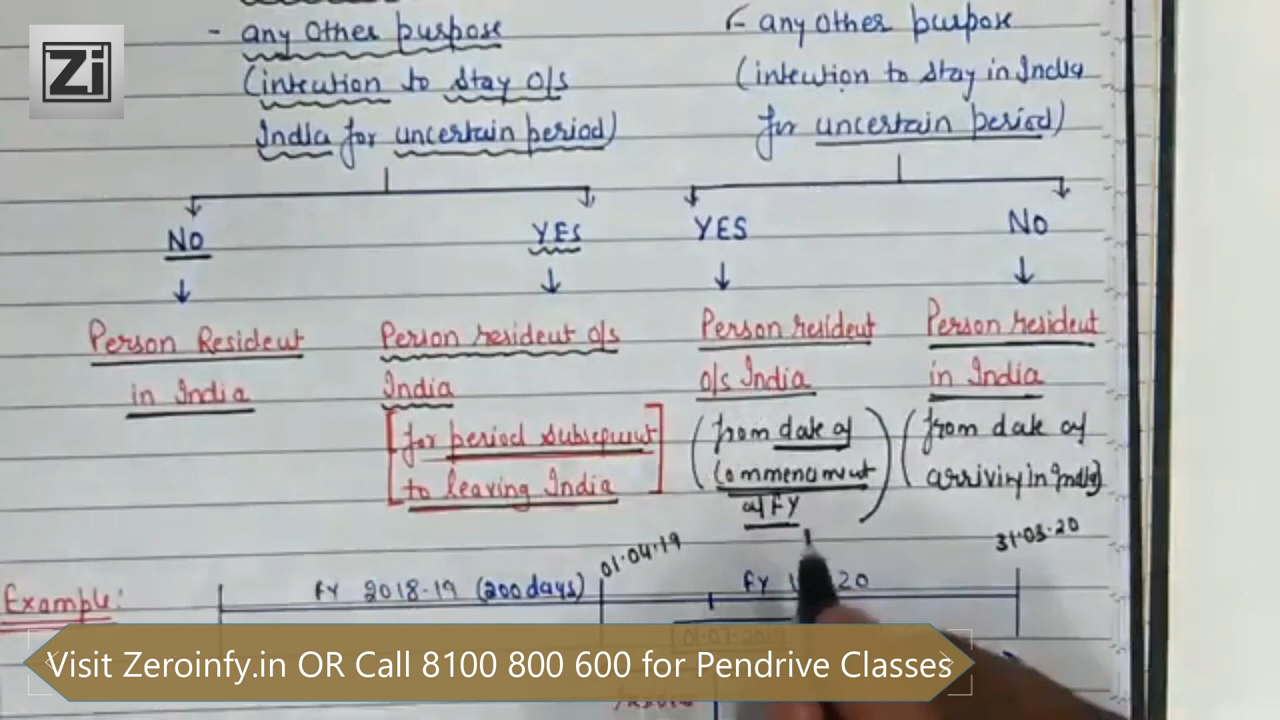 Zi
- any other purpose
(intention to stay o/s
India for uncertain period)
- any other purpose
(intention to stay in India
for uncertain period)
NO
YES
YES
NO
Person Resident
in India
Person resident o/s
India
[for period subsequent
to leaving India]
Person resident
o/s India
(from date of
Commencement
of FY)
Person resident
in India
(from date of
arriving in India)
Example:
FY 2018-19 (200 days)
01.04.19
FY 20
31.03.20
Visit Zeroinfy.in OR Call 8100 800 600 for Pendrive Classes